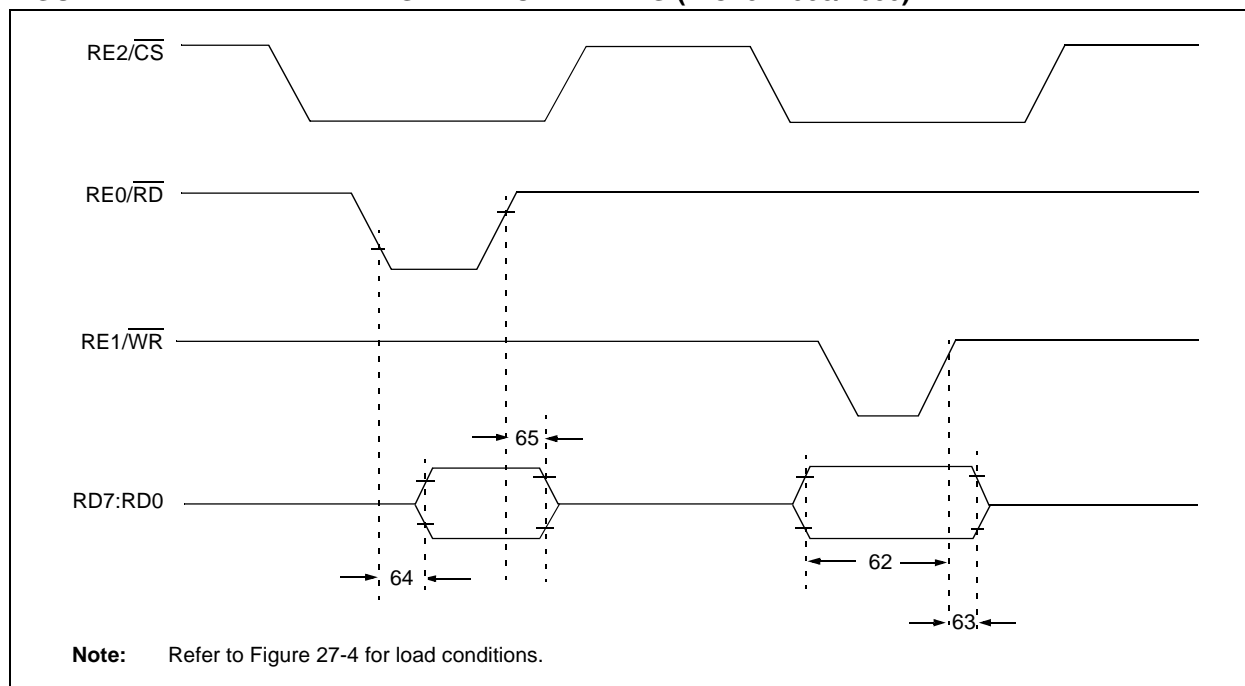 RE2/CS
RE0/RD
RE1/WR
65
RD7:RD0
64
62
63
Note: Refer to Figure 27-4 for load conditions.